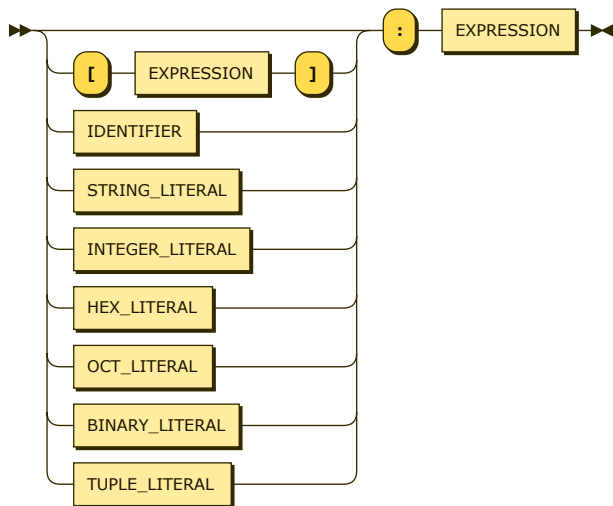 : EXPRESSION
[ EXPRESSION ]
IDENTIFIER
STRING_LITERAL
INTEGER_LITERAL
HEX_LITERAL
OCT_LITERAL
BINARY_LITERAL
TUPLE_LITERAL